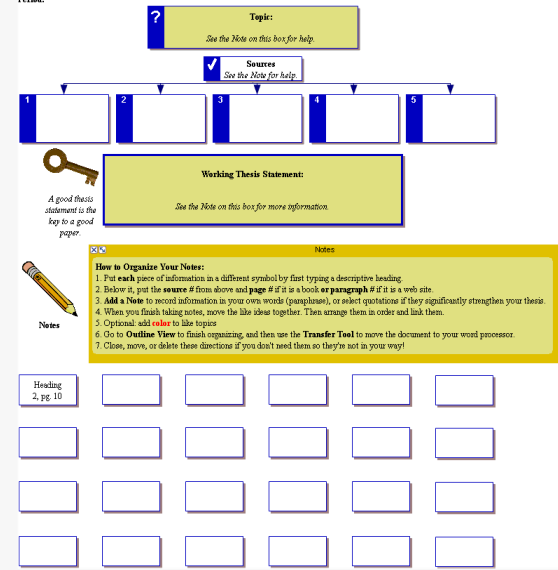 Period:
?
Topic:
See the Note on this box for help.
Sources
See the Note for help.
1 2 3 4 5
Working Thesis Statement:
See the Note on this box for more information.
A good thesis
statement is the
key to a good
paper.
Notes
How to Organize Your Notes:
1. Put each piece of information in a different symbol by first typing a descriptive heading.
2. Below it, put the source # from above and page # if it is a book or paragraph # if it is a web site.
3. Add a Note to record information in your own words (paraphrase), or select quotations if they significantly strengthen your thesis.
4. When you finish taking notes, move the like ideas together. Then arrange them in order and link them.
5. Optional: add color to like topics
6. Go to Outline View to finish organizing, and then use the Transfer Tool to move the document to your word processor.
7. Close, move, or delete these directions if you don't need them so they're not in your way!
Notes
Heading
2, pg. 10